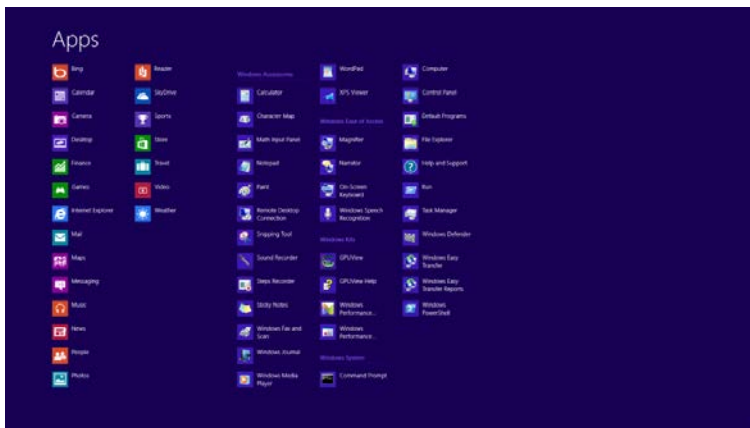 Apps
Bing
Calendar
Camera
Desktop
Finance
Games
Internet Explorer
Mail
Maps
Messaging
Music
News
People
Photos
Reader
SkyDrive
Sports
Store
Travel
Video
Weather
Windows Accessories
Calculator
Character Map
Math Input Panel
Notepad
Paint
Remote Desktop
Connection
Snipping Tool
Sound Recorder
Steps Recorder
Sticky Notes
Windows Fax and
Scan
Windows Journal
Windows Media
Player
WordPad
XPS Viewer
Windows Ease of Access
Magnifier
Narrator
On-Screen
Keyboard
Windows Speech
Recognition
Windows Kits
GPUView
GPUView Help
Windows
Performance...
Windows
Performance...
Windows System
Command Prompt
Computer
Control Panel
Default Programs
File Explorer
Help and Support
Run
Task Manager
Windows Defender
Windows Easy
Transfer
Windows Easy
Transfer Reports
Windows
PowerShell